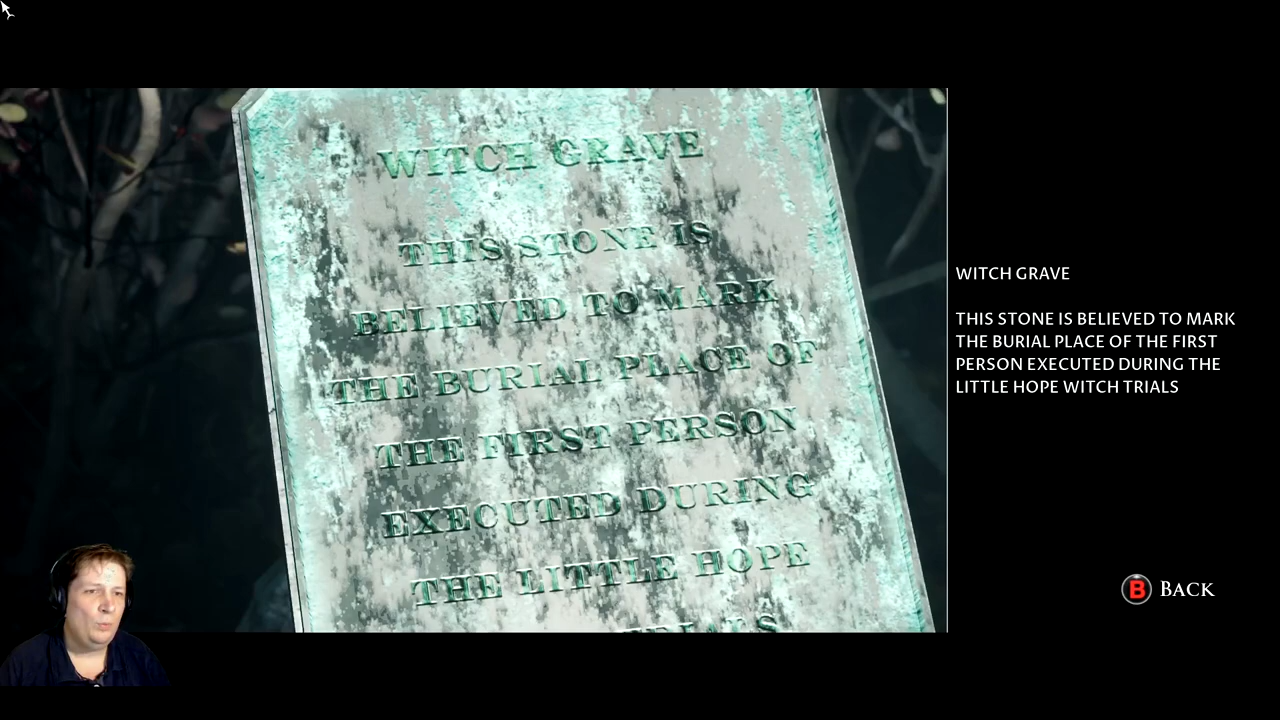 WITCH GRAVE
THIS STONE IS
BELIEVED TO MARK
THE BURIAL PLACE OF
THE FIRST PERSON
EXECUTED DURING
THE LITTLE HOPE
TRIALS
WITCH GRAVE
THIS STONE IS BELIEVED TO MARK
THE BURIAL PLACE OF THE FIRST
PERSON EXECUTED DURING THE
LITTLE HOPE WITCH TRIALS
B BACK